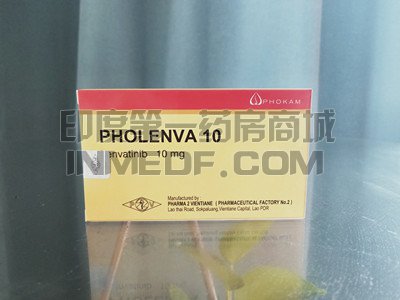 PHOKAM
印度第一药房商城
PHOLENVA 10
INMEDF.COM
envatinib 10 mg
Manufactured by :
PHARMA 2 VIENTIANE ( PHARMACEUTICAL FACTORY No.2 )
Lao thai Road, Sokpaluang, Vientiane Capital, Lao PDR